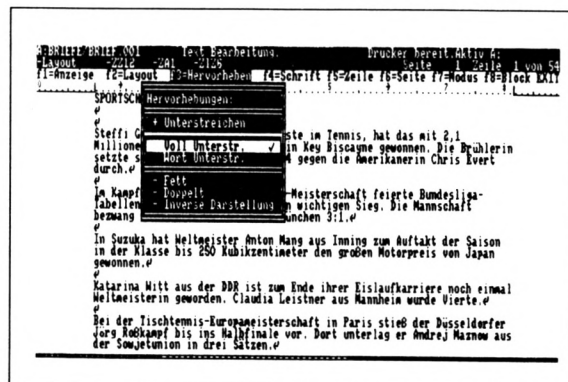 A:BRIEFE\BRIEF.001 Text Bearbeitung. Drucker bereit.Aktiv A:
-Layout -ZZ12 -ZA1 -Z126 Seite 1 Zeile 1 von 54
f1=Anzeige f2=Layout f3=Hervorheben f4=Schrift f5=Zeile f6=Seite f7=Modus f8=Block EXIT
SPORTSCH
Hervorhebungen:
+ Unterstreichen
Voll Unterstr. ✓
Wort Unterstr.
- Fett
- Doppelt
- Inverse Darstellung
Steffi G ste im Tennis, hat das mit 2,1
Millione in Key Biscayne gewonnen. Die Brühlerin
setzte s 4 gegen die Amerikanerin Chris Evert
durch.
Im Kampf -Meisterschaft feierte Bundesliga-
Tabellen n wichtigen Sieg. Die Mannschaft
bezwang ünchen 3:1.
In Suzuka hat Weltmeister Anton Mang aus Inning zum Auftakt der Saison
in der Klasse bis 250 Kubikzentimeter den großen Motorpreis von Japan
gewonnen.
Katarina Witt aus der DDR ist zum Ende ihrer Eislaufkarriere noch einmal
Weltmeisterin geworden. Claudia Leistner aus Mannheim wurde Vierte.
Bei der Tischtennis-Europameisterschaft in Paris stieß der Düsseldorfer
Jörg Roßkampf bis ins Halbfinale vor. Dort unterlag er Andrej Maznow aus
der Sowjetunion in drei Sätzen.